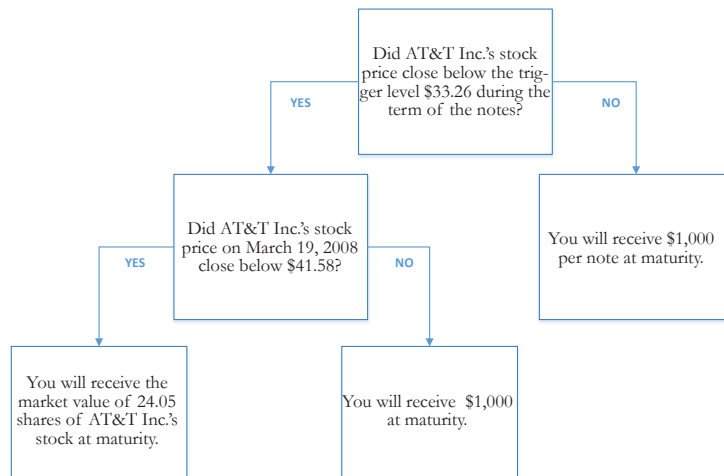 Did AT&T Inc.'s stock
price close below the trig-
ger level $33.26 during the
term of the notes?
YES
NO
Did AT&T Inc.'s stock
price on March 19, 2008
close below $41.58?
You will receive $1,000
per note at maturity.
YES
NO
You will receive the
market value of 24.05
shares of AT&T Inc.'s
stock at maturity.
You will receive $1,000
at maturity.